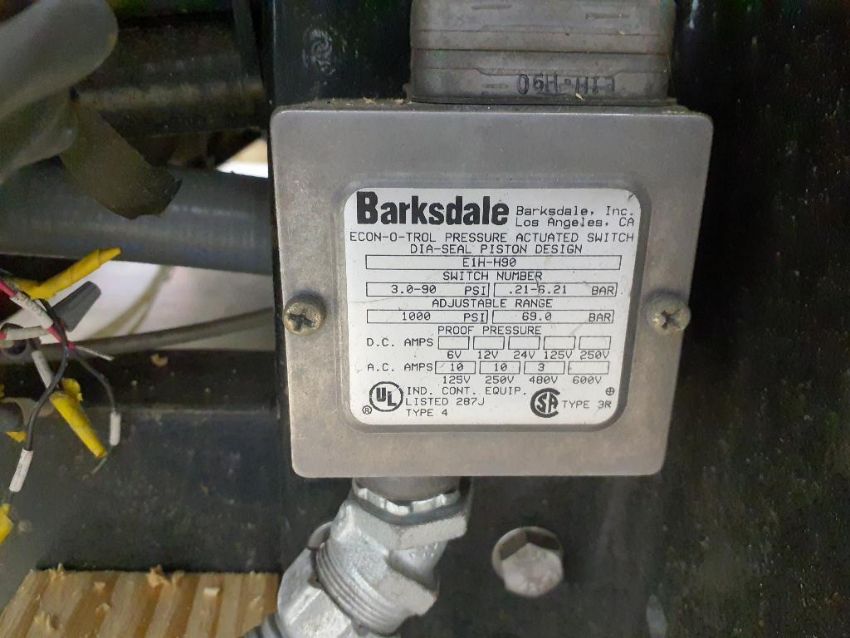 E1H-H90
Barksdale Barksdale, Inc.
Los Angeles, CA
ECON-O-TROL PRESSURE ACTUATED SWITCH
DIA-SEAL PISTON DESIGN
E1H-H90
SWITCH NUMBER
3.0-90 PSI .21-6.21 BAR
ADJUSTABLE RANGE
1000 PSI 69.0 BAR
PROOF PRESSURE
D.C. AMPS
6V 12V 24V 125V 250V
A.C. AMPS 10 10 3
125V 250V 480V 600V
UL ® IND. CONT. EQUIP.
LISTED 287J
TYPE 4
SA TYPE 3R